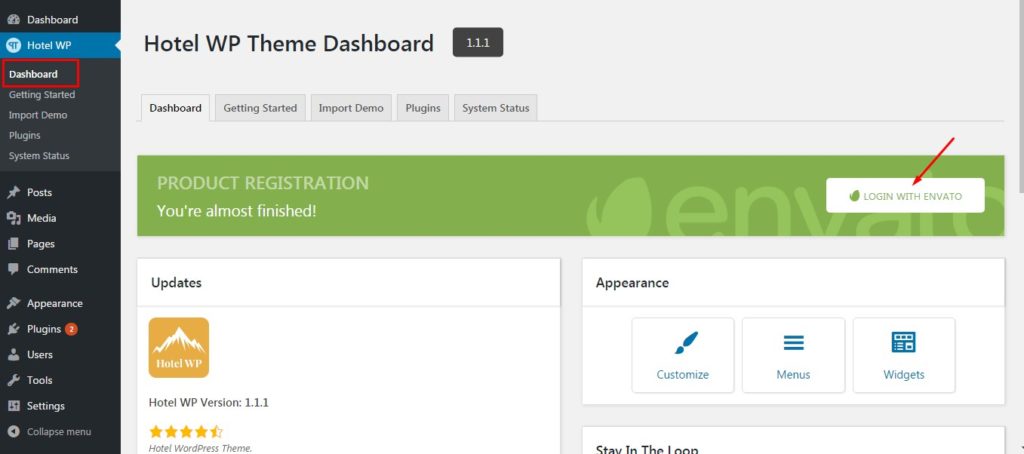 Dashboard
Hotel WP
Dashboard
Getting Started
Import Demo
Plugins
System Status
Posts
Media
Pages
Comments
Appearance
Plugins 2
Users
Tools
Settings
Collapse menu
Hotel WP Theme Dashboard 1.1.1
Dashboard Getting Started Import Demo Plugins System Status
PRODUCT REGISTRATION
You're almost finished!
LOGIN WITH ENVATO
envato
Updates
Hotel WP
Hotel WP Version: 1.1.1
Hotel WordPress Theme.
Appearance
Customize Menus Widgets
Stay In The Loop